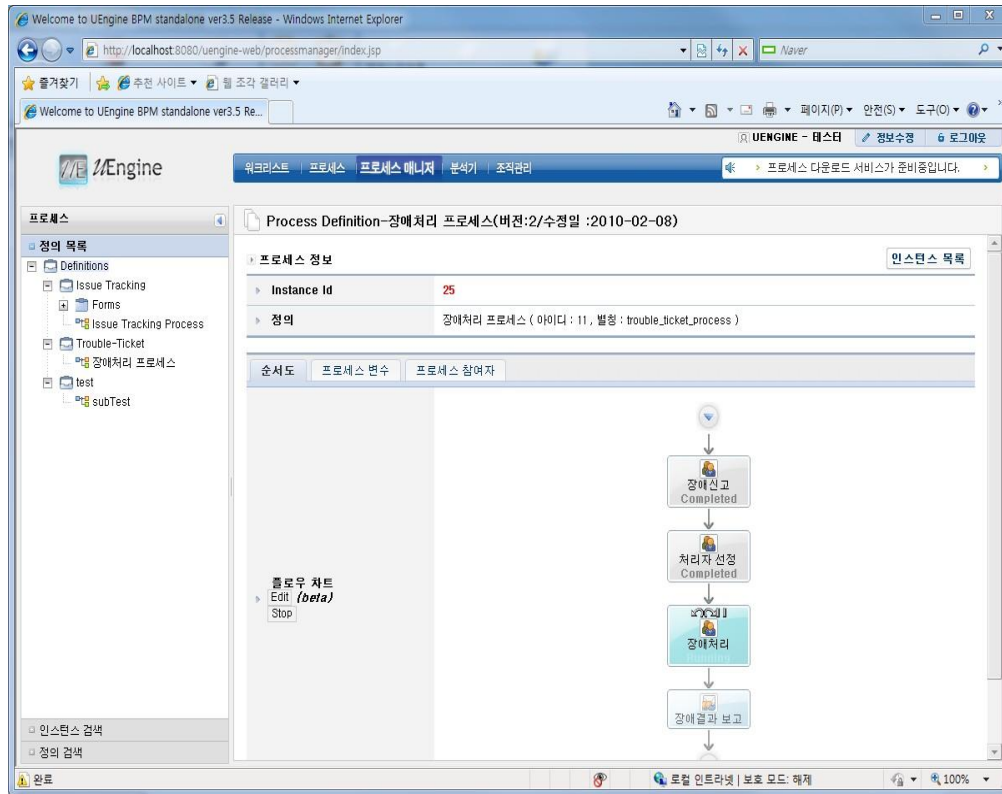 Welcome to UEngine BPM standalone ver3.5 Release - Windows Internet Explorer
http://localhost:8080/uengine-web/processmanager/index.jsp
Naver
즐겨찾기 추천 사이트 웹 조각 갤러리
Welcome to UEngine BPM standalone ver3.5 Re...
페이지(P) 안전(S) 도구(O)
UENGINE - 테스터 정보수정 로그아웃
UEngine
워크리스트 프로세스 프로세스 매니저 분석기 조직관리
프로세스 다운로드 서비스가 준비중입니다.
프로세스
정의 목록
Definitions
Issue Tracking
Forms
Issue Tracking Process
Trouble-Ticket
장애처리 프로세스
test
subTest
인스턴스 검색
정의 검색
Process Definition-장애처리 프로세스(버전:2/수정일 :2010-02-08)
프로세스 정보
인스턴스 목록
Instance Id 25
정의 장애처리 프로세스 ( 아이디 : 11 , 별칭 : trouble_ticket_process )
순서도 프로세스 변수 프로세스 참여자
플로우 차트
Edit (beta)
Stop
장애신고
Completed
처리자 선정
Completed
장애처리
장애결과 보고
완료
로컬 인트라넷 | 보호 모드: 해제
100%